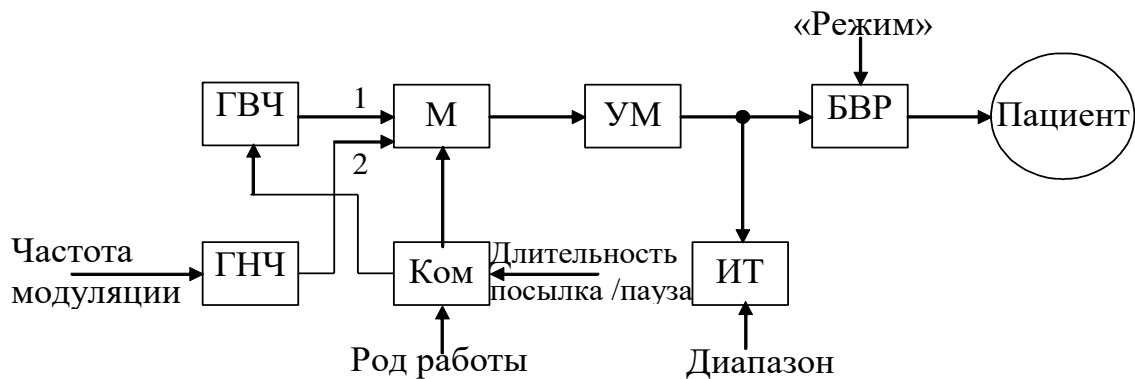 «Режим»
ГВЧ
1
М
УМ
БВР
Пациент
2
Частота
модуляции
ГНЧ
Ком
Длительность
посылка /пауза
ИТ
Род работы
Диапазон